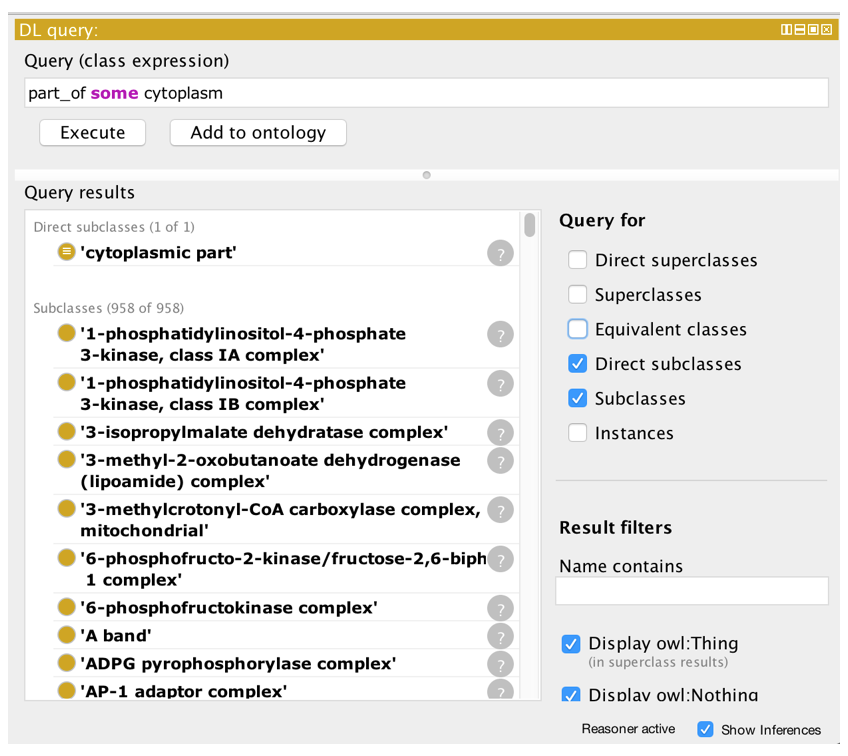 DL query:
Query (class expression)
part_of some cytoplasm
Execute
Add to ontology
Query results
Direct subclasses (1 of 1)
'cytoplasmic part'
?
Subclasses (958 of 958)
'1-phosphatidylinositol-4-phosphate
3-kinase, class IA complex'
?
'1-phosphatidylinositol-4-phosphate
3-kinase, class IB complex'
?
'3-isopropylmalate dehydratase complex'
?
'3-methyl-2-oxobutanoate dehydrogenase
(lipoamide) complex'
?
'3-methylcrotonyl-CoA carboxylase complex,
mitochondrial'
?
'6-phosphofructo-2-kinase/fructose-2,6-biph
1 complex'
?
'6-phosphofructokinase complex'
?
'A band'
?
'ADPG pyrophosphorylase complex'
?
'AP-1 adaptor complex'
?
Query for
Direct superclasses
Superclasses
Equivalent classes
Direct subclasses
Subclasses
Instances
Result filters
Name contains
Display owl:Thing
(in superclass results)
Display owl:Nothing
Reasoner active
Show Inferences